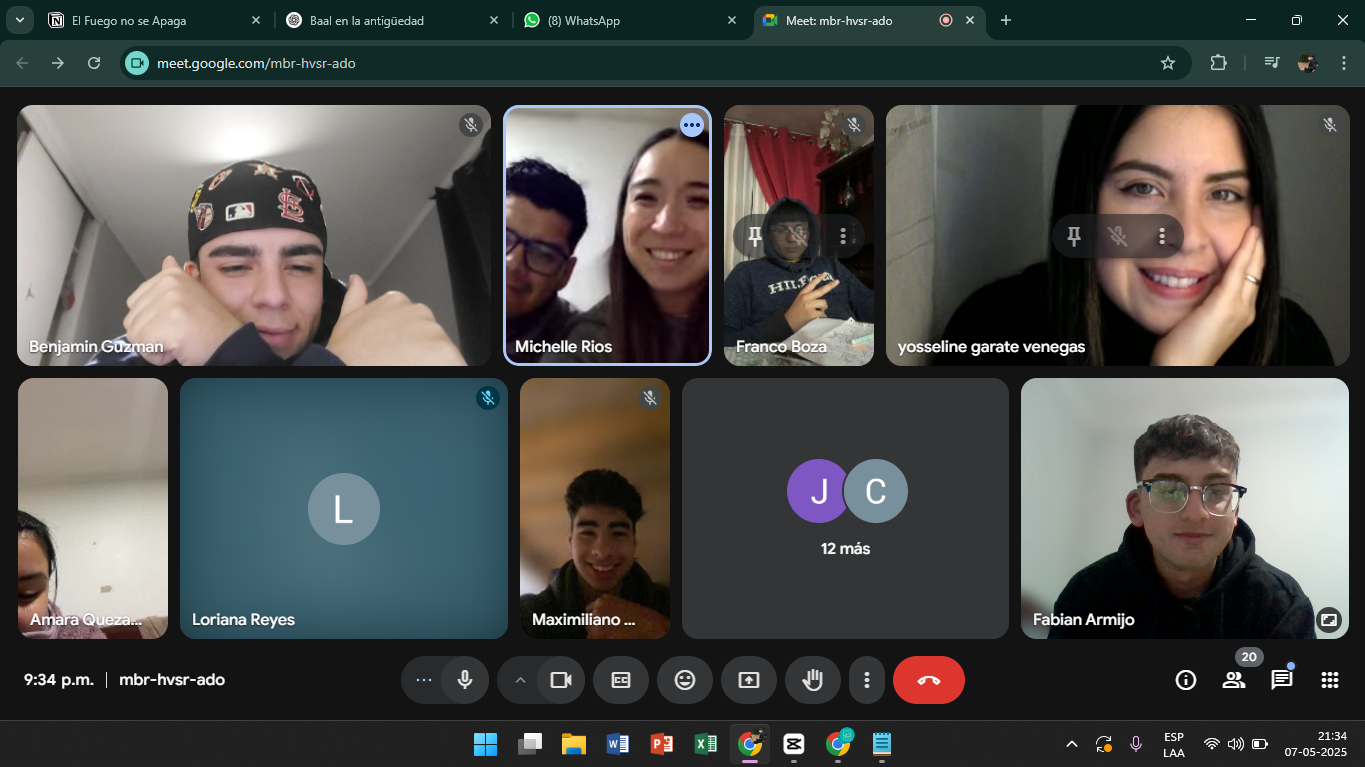 El Fuego no se Apaga
Baal en la antigüedad
(8) WhatsApp
Meet: mbr-hvsr-ado
meet.google.com/mbr-hvsr-ado
Benjamin Guzman
Michelle Rios
HILFIGER
Franco Boza
yosseline garate venegas
Amara Queza...
L
Loriana Reyes
Maximiliano ...
J
C
12 más
Fabian Armijo
9:34 p.m.
mbr-hvsr-ado
20
ESP
LAA
21:34
07-05-2025